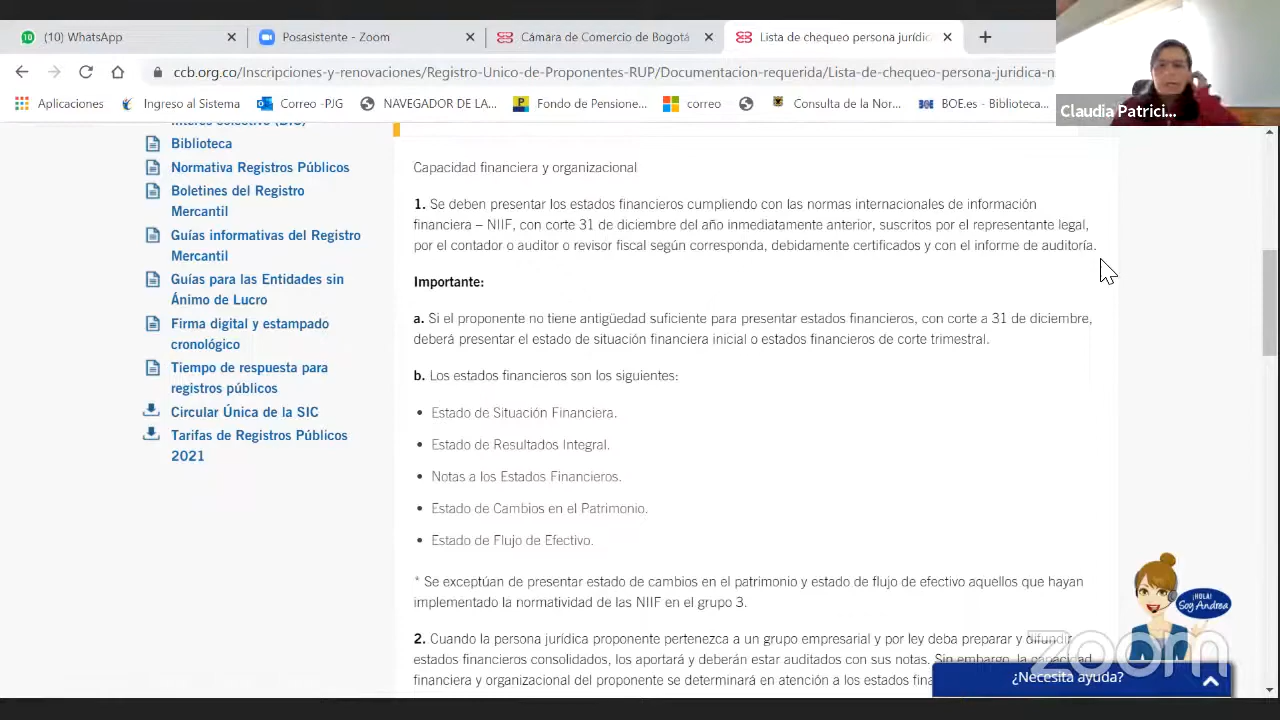 (10) WhatsApp
Posasistente - Zoom
Cámara de Comercio de Bogotá
Lista de chequeo persona jurídic
ccb.org.co/Inscripciones-y-renovaciones/Registro-Unico-de-Proponentes-RUP/Documentacion-requerida/Lista-de-chequeo-persona-juridica-n
Claudia Patrici...
Aplicaciones
Ingreso al Sistema
Correo -PJG
NAVEGADOR DE LA...
Fondo de Pensione...
correo
Consulta de la Nor...
BOE.es - Biblioteca...
Biblioteca
Normativa Registros Públicos
Boletines del Registro
Mercantil
Guías informativas del Registro
Mercantil
Guías para las Entidades sin
Ánimo de Lucro
Firma digital y estampado
cronológico
Tiempo de respuesta para
registros públicos
Circular Única de la SIC
Tarifas de Registros Públicos
2021
Capacidad financiera y organizacional
1. Se deben presentar los estados financieros cumpliendo con las normas internacionales de información
financiera – NIIF, con corte 31 de diciembre del año inmediatamente anterior, suscritos por el representante legal,
por el contador o auditor o revisor fiscal según corresponda, debidamente certificados y con el informe de auditoría.
Importante:
a. Si el proponente no tiene antigüedad suficiente para presentar estados financieros, con corte a 31 de diciembre,
deberá presentar el estado de situación financiera inicial o estados financieros de corte trimestral.
b. Los estados financieros son los siguientes:
• Estado de Situación Financiera.
• Estado de Resultados Integral.
• Notas a los Estados Financieros.
• Estado de Cambios en el Patrimonio.
• Estado de Flujo de Efectivo.
* Se exceptúan de presentar estado de cambios en el patrimonio y estado de flujo de efectivo aquellos que hayan
implementado la normatividad de las NIIF en el grupo 3.
2. Cuando la persona jurídica proponente pertenezca a un grupo empresarial y por ley deba preparar y difundir
estados financieros consolidados, los aportará y deberán estar auditados con sus notas. Sin embargo, la capacidad
financiera y organizacional del proponente se determinará en atención a los estados
¡HOLA!
Soy Andrea
zoom
¿Necesita ayuda?